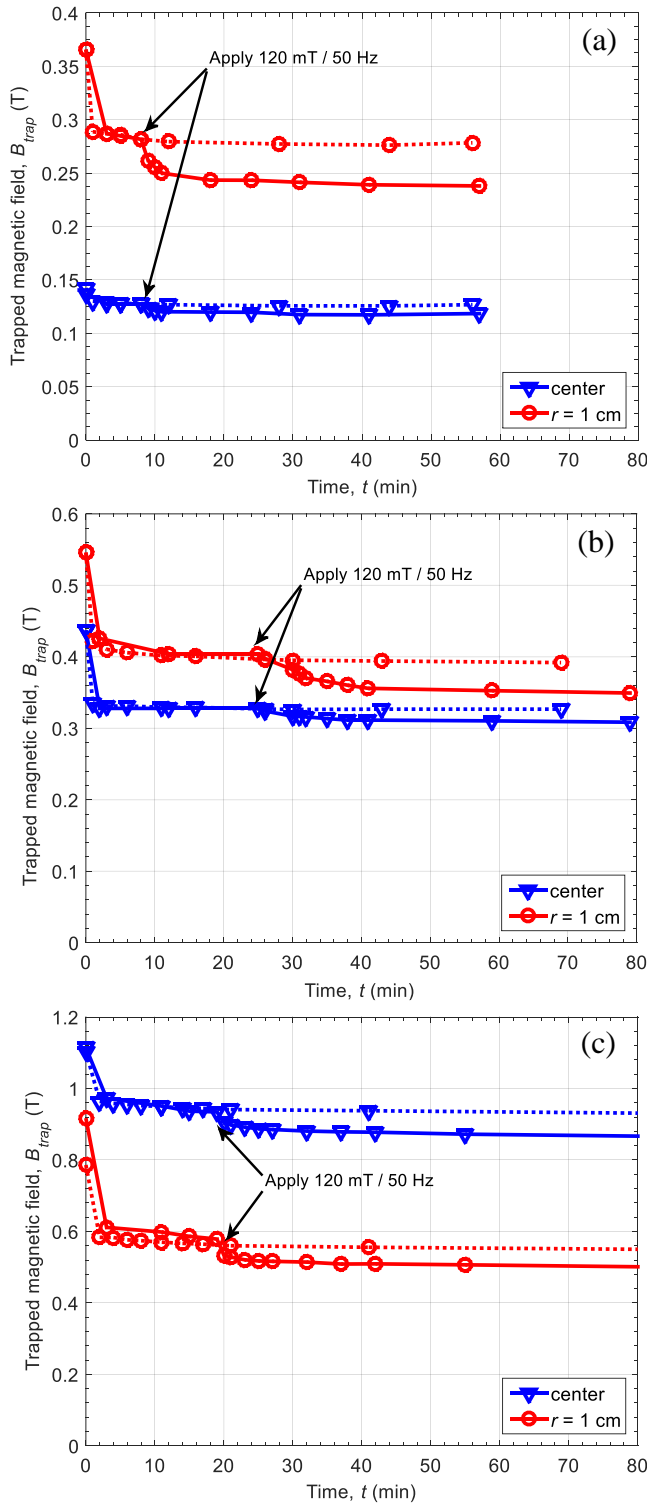 (a)
0.4
0.35
0.3
0.25
0.2
0.15
0.1
0.05
0
Trapped magnetic field, B_trap (T)
Apply 120 mT / 50 Hz
center
r = 1 cm
0 10 20 30 40 50 60 70 80
Time, t (min)
(b)
0.6
0.5
0.4
0.3
0.2
0.1
0
Trapped magnetic field, B_trap (T)
Apply 120 mT / 50 Hz
center
r = 1 cm
0 10 20 30 40 50 60 70 80
Time, t (min)
(c)
1.2
1
0.8
0.6
0.4
0.2
0
Trapped magnetic field, B_trap (T)
Apply 120 mT / 50 Hz
center
r = 1 cm
0 10 20 30 40 50 60 70 80
Time, t (min)